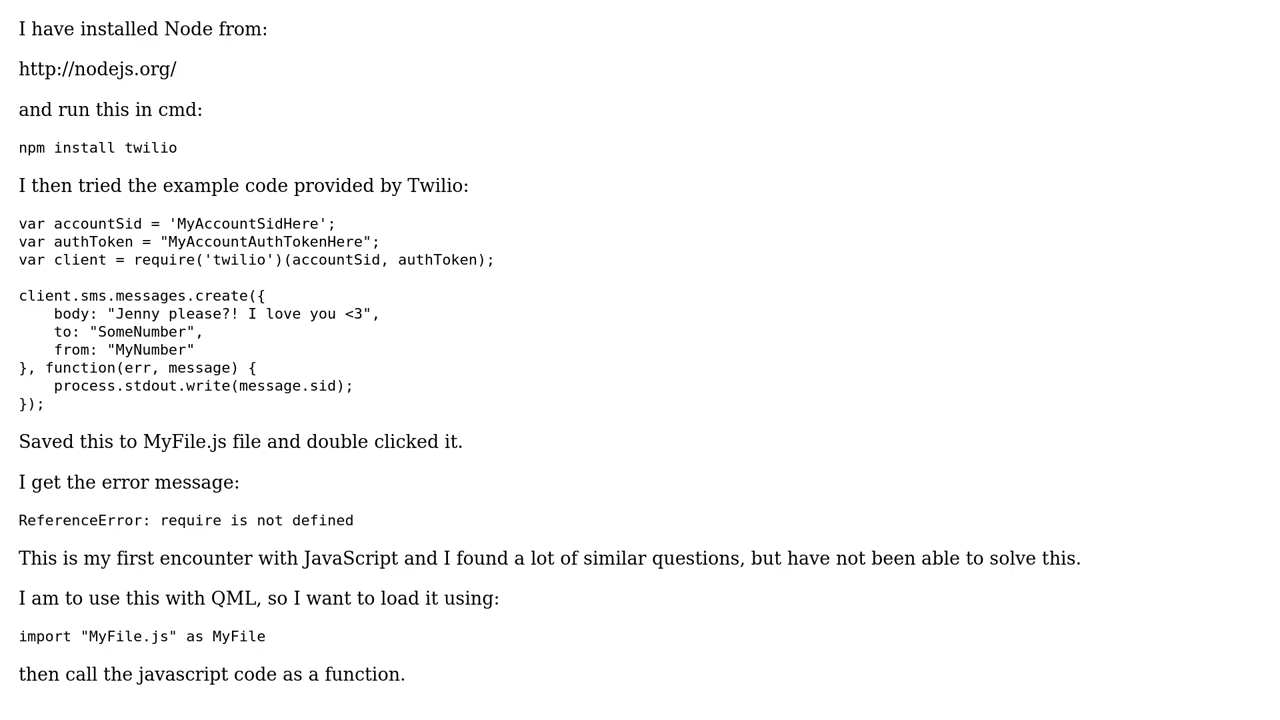 I have installed Node from:
http://nodejs.org/
and run this in cmd:
npm install twilio
I then tried the example code provided by Twilio:
var accountSid = 'MyAccountSidHere';
var authToken = "MyAccountAuthTokenHere";
var client = require('twilio')(accountSid, authToken);
client.sms.messages.create({
    body: "Jenny please?! I love you <3",
    to: "SomeNumber",
    from: "MyNumber"
}, function(err, message) {
    process.stdout.write(message.sid);
});
Saved this to MyFile.js file and double clicked it.
I get the error message:
ReferenceError: require is not defined
This is my first encounter with JavaScript and I found a lot of similar questions, but have not been able to solve this.
I am to use this with QML, so I want to load it using:
import "MyFile.js" as MyFile
then call the javascript code as a function.